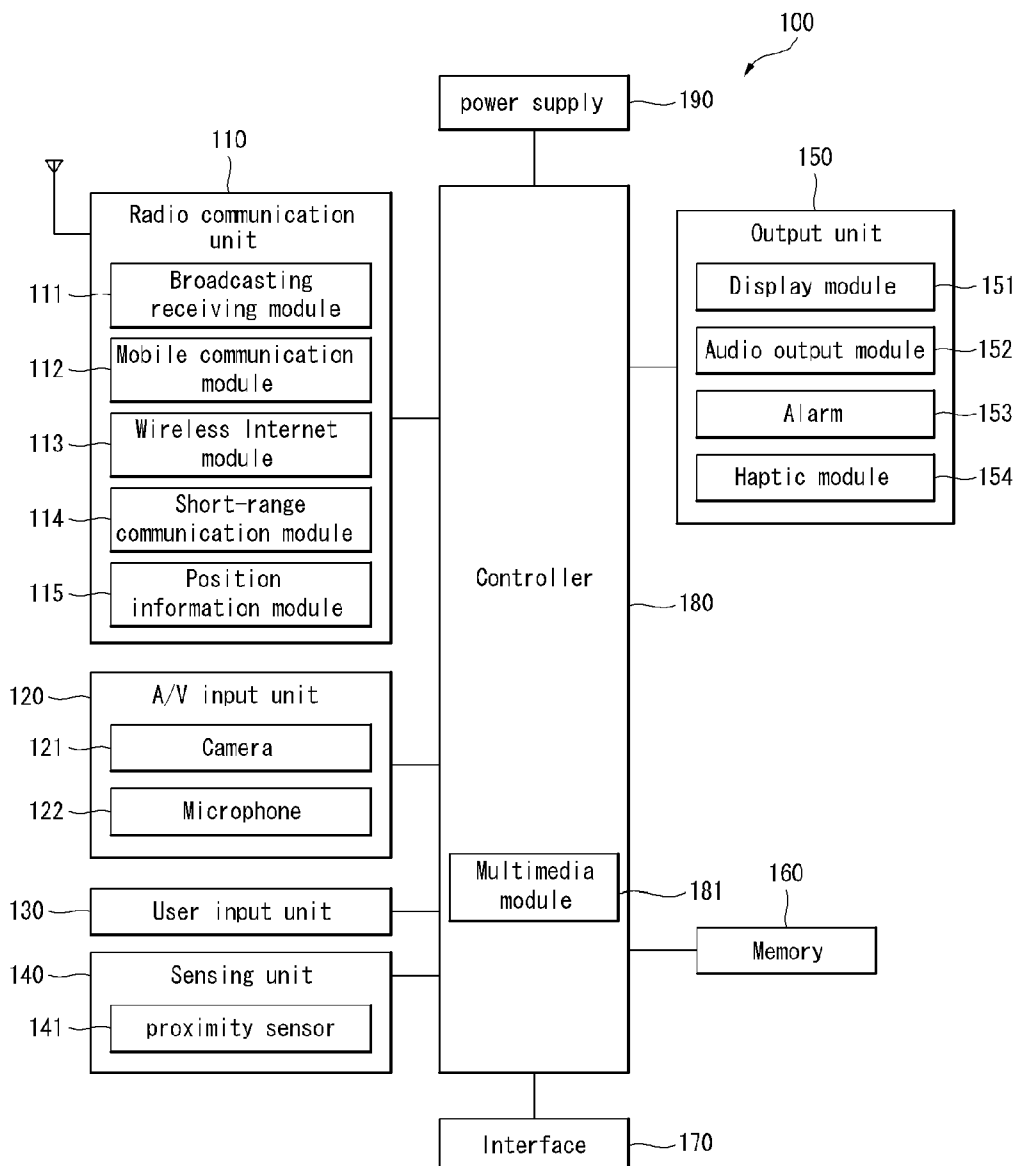 100
power supply
190
110
Radio communication
unit
111
Broadcasting
receiving module
112
Mobile communication
module
113
Wireless Internet
module
114
Short-range
communication module
115
Position
information module
150
Output unit
Display module
151
Audio output module
152
Alarm
153
Haptic module
154
Controller
180
120
A/V input unit
121
Camera
122
Microphone
Multimedia
module
181
130
User input unit
160
Memory
140
Sensing unit
141
proximity sensor
Interface
170